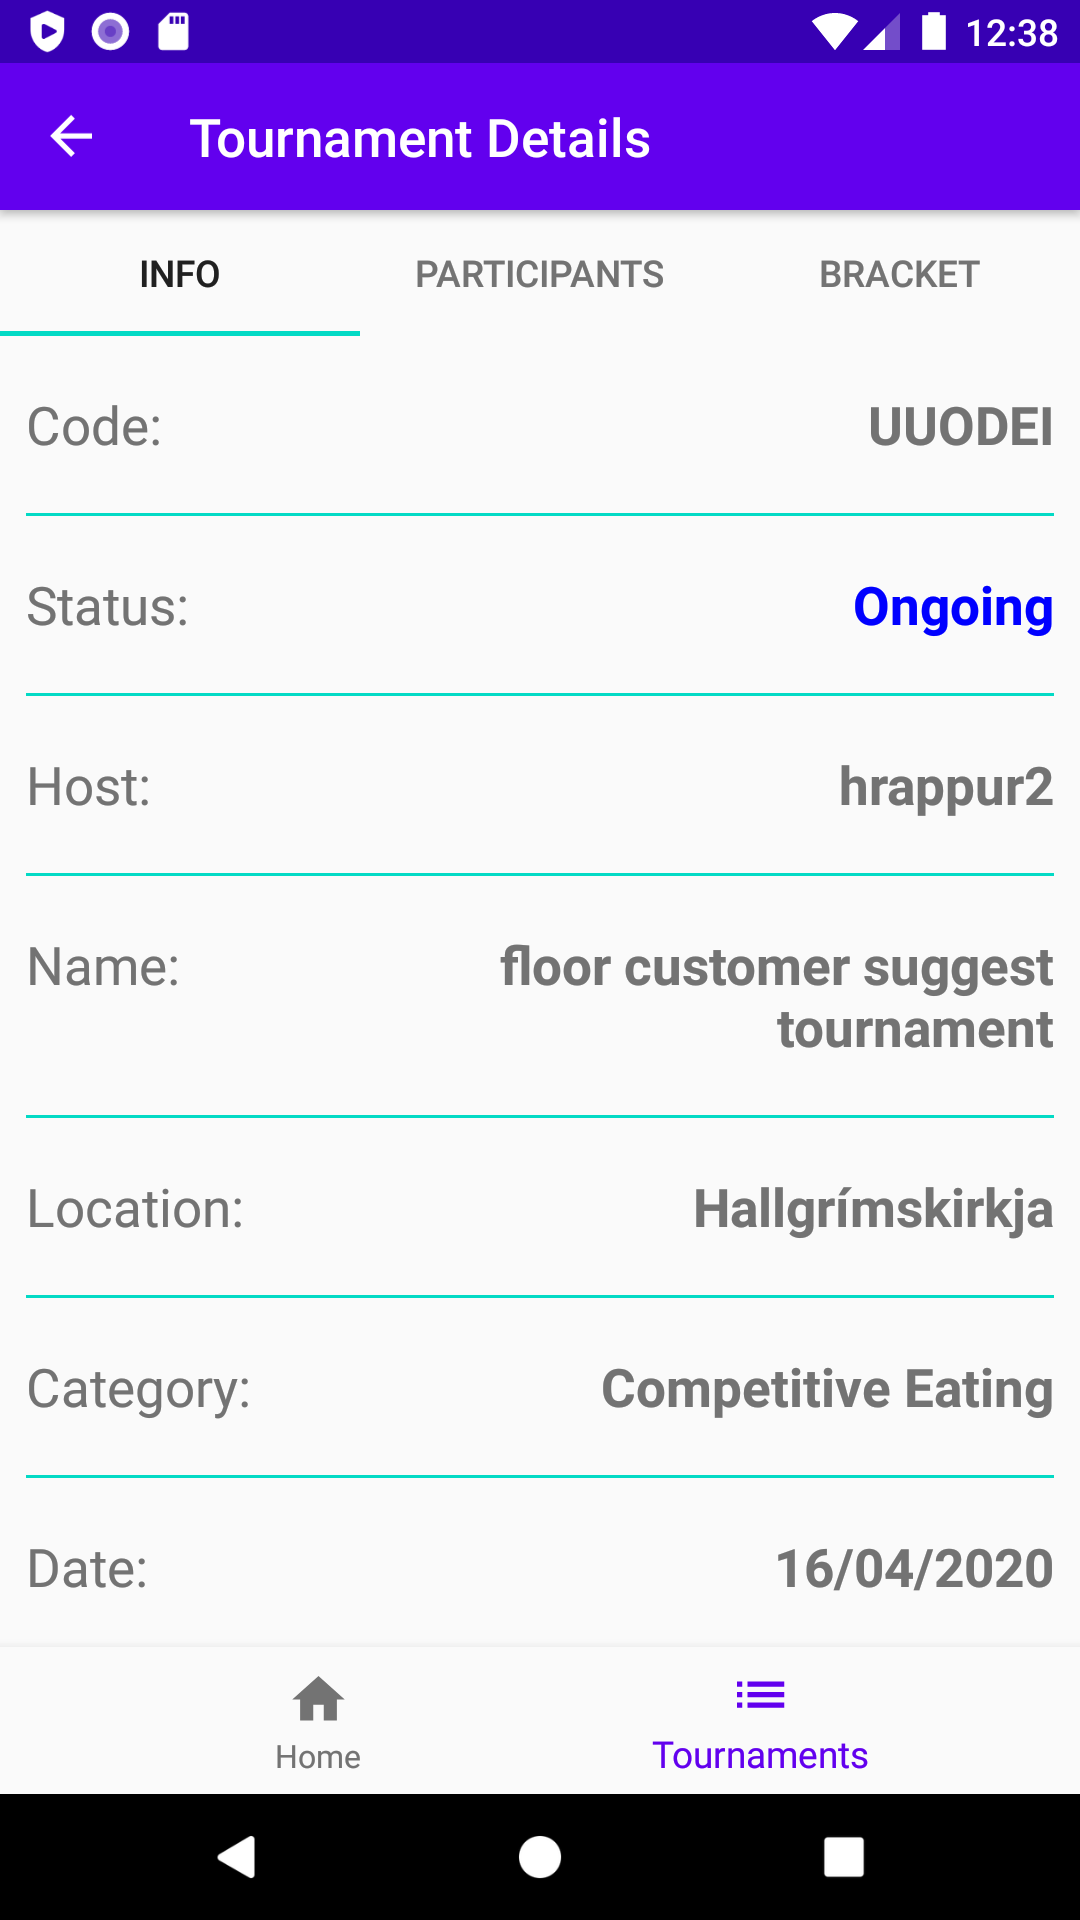 12:38
Tournament Details
INFO PARTICIPANTS BRACKET
Code: UUODEI
Status: Ongoing
Host: hrappur2
Name: floor customer suggest
tournament
Location: Hallgrímskirkja
Category: Competitive Eating
Date: 16/04/2020
Home Tournaments